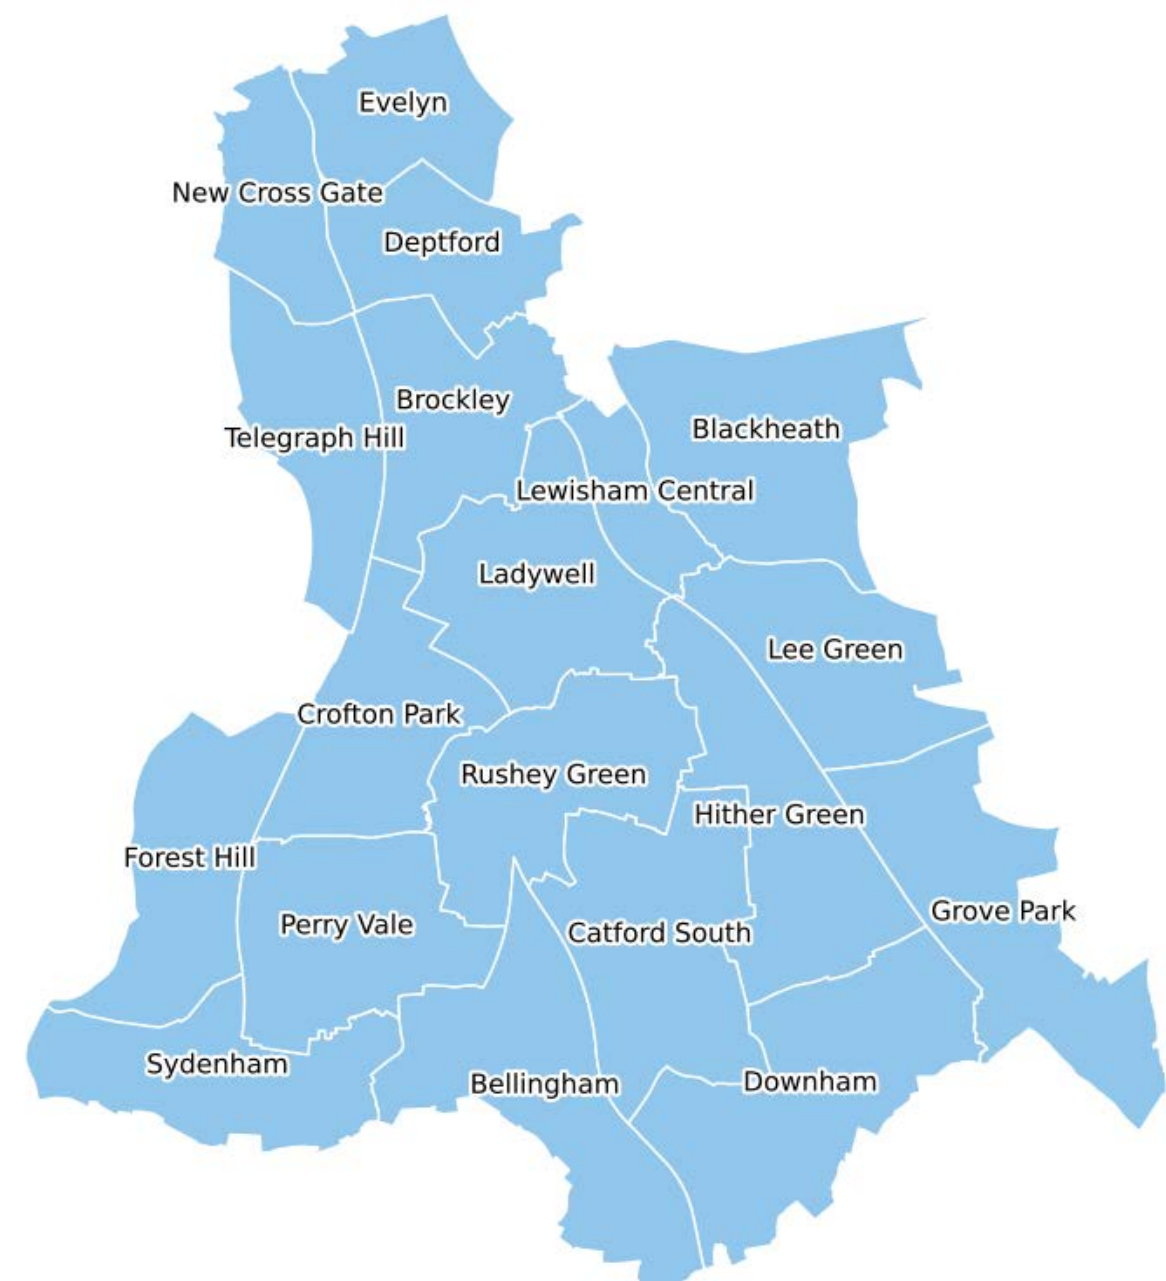 Evelyn
New Cross Gate
Deptford
Brockley
Blackheath
Telegraph Hill
Lewisham Central
Ladywell
Lee Green
Crofton Park
Rushey Green
Hither Green
Forest Hill
Grove Park
Perry Vale
Catford South
Sydenham
Downham
Bellingham